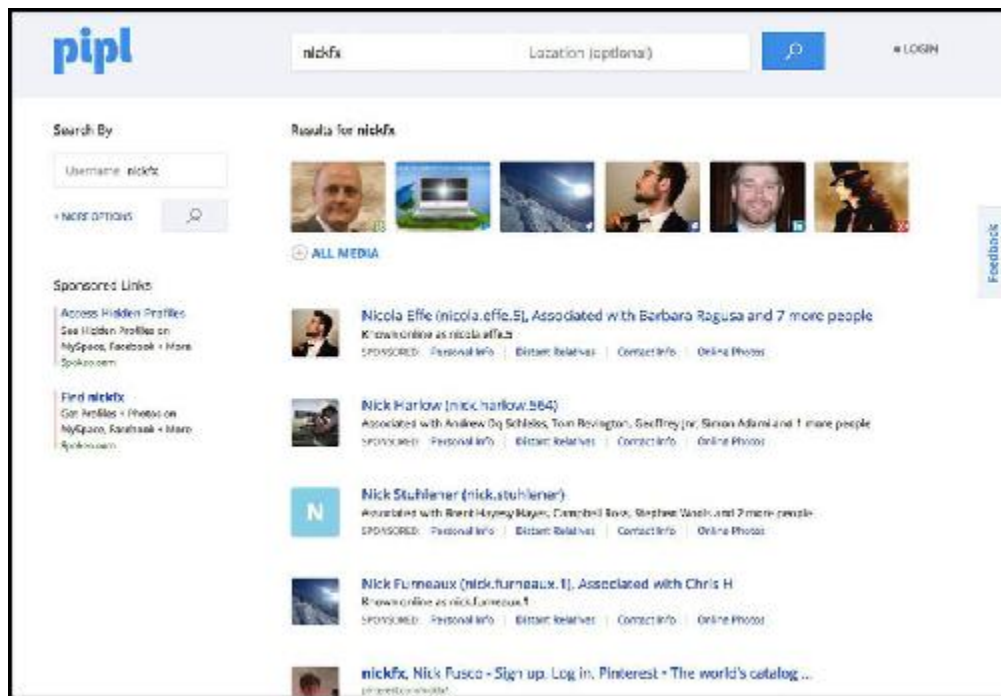 pipl
nickfx
Location (optional)
LOGIN
Search By
Username nickfx
+ MORE OPTIONS
Sponsored Links
Access Hidden Profiles
See Hidden Profiles on
MySpace, Facebook + More
Spokeo.com
Find nickfx
Get Profiles + Photos on
MySpace, Facebook + More
Spokeo.com
Results for nickfx
ALL MEDIA
Nicola Effe (nicola.effe.5), Associated with Barbara Ragusa and 7 more people
Known online as nicola.effe.5
SPONSORED: Personal Info | Distant Relatives | Contact Info | Online Photos
Nick Harlow (nick.harlow.564)
Associated with Andrew Dq Schleiss, Tom Bevington, Geoffrey Jnr, Simon Adami and 1 more people
SPONSORED: Personal Info | Distant Relatives | Contact Info | Online Photos
N
Nick Stuhlener (nick.stuhlener)
Associated with Brent Hayesy Hayes, Campbell Ross, Stephen Wools and 2 more people
SPONSORED: Personal Info | Distant Relatives | Contact Info | Online Photos
Nick Furneaux (nick.furneaux.1), Associated with Chris H
Known online as nick.furneaux.1
SPONSORED: Personal Info | Distant Relatives | Contact Info | Online Photos
nickfx, Nick Fusco - Sign up, Log in, Pinterest • The world's catalog ...
Feedback